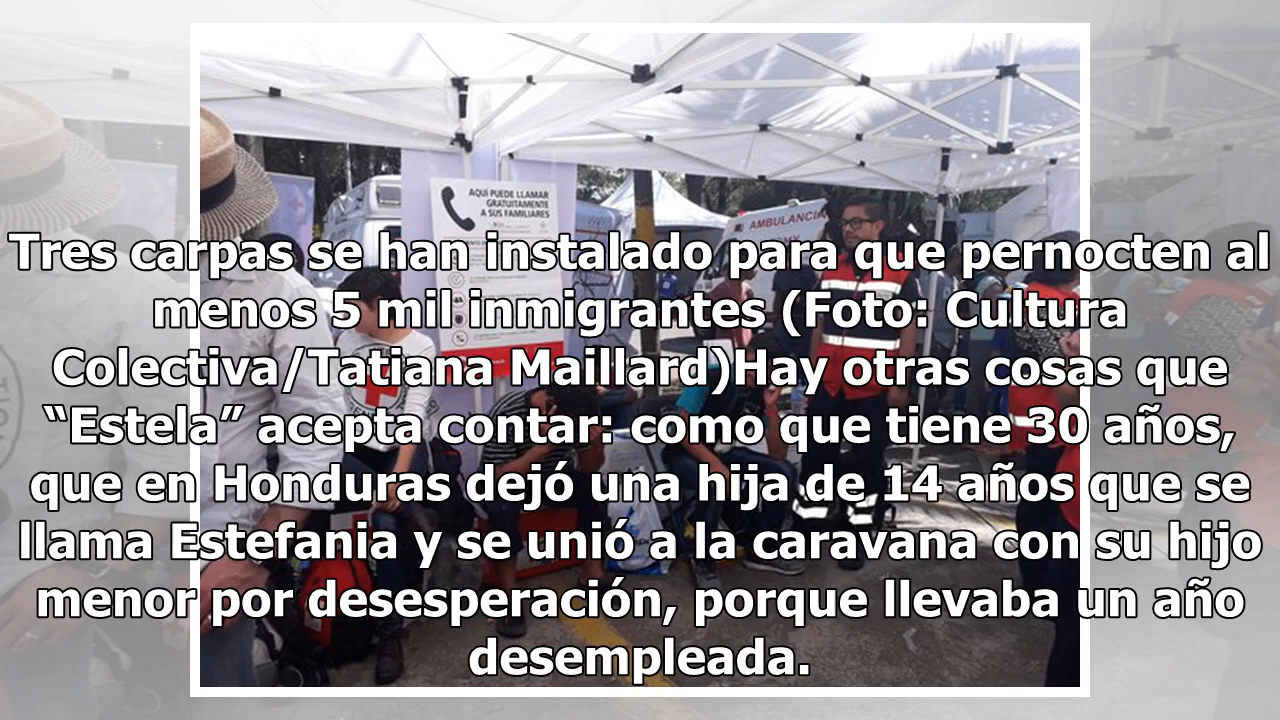 AQUÍ PUEDE LLAMAR
GRATUITAMENTE
A SUS FAMILIARES
AMBULANCIA
Tres carpas se han instalado para que pernocten al
menos 5 mil inmigrantes (Foto: Cultura
Colectiva/Tatiana Maillard)Hay otras cosas que
“Estela” acepta contar: como que tiene 30 años,
que en Honduras dejó una hija de 14 años que se
llama Estefania y se unió a la caravana con su hijo
menor por desesperación, porque llevaba un año
desempleada.